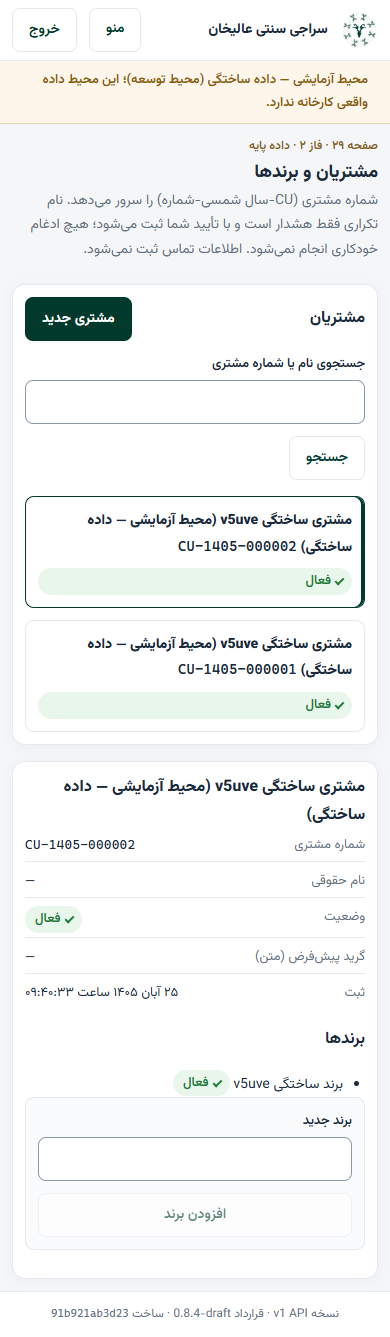 سراجی سنتی عالیخان
منو
خروج
محیط آزمایشی — داده ساختگی (محیط توسعه)؛ این محیط داده
واقعی کارخانه ندارد.
صفحه ۲۹ · فاز ۲ · داده پایه
مشتریان و برندها
شماره مشتری (CU-سال شمسی-شماره) را سرور می‌دهد. نام
تکراری فقط هشدار است و با تأیید شما ثبت می‌شود؛ هیچ ادغام
خودکاری انجام نمی‌شود. اطلاعات تماس ثبت نمی‌شود.
مشتریان
مشتری جدید
جستجوی نام یا شماره مشتری
جستجو
مشتری ساختگی v5uve (محیط آزمایشی — داده
ساختگی) CU-1405-000002
✓ فعال
مشتری ساختگی v5uve (محیط آزمایشی — داده
ساختگی) CU-1405-000001
✓ فعال
مشتری ساختگی v5uve (محیط آزمایشی — داده
ساختگی)
شماره مشتری CU-1405-000002
نام حقوقی —
وضعیت ✓ فعال
گرید پیش‌فرض (متن) —
ثبت ۲۵ آبان ۱۴۰۵ ساعت ۰۹:۴۰:۳۳
برندها
• برند ساختگی v5uve ✓ فعال
برند جدید
افزودن برند
نسخه v1 API · قرارداد 0.8.4-draft · ساخت 91b921ab3d23